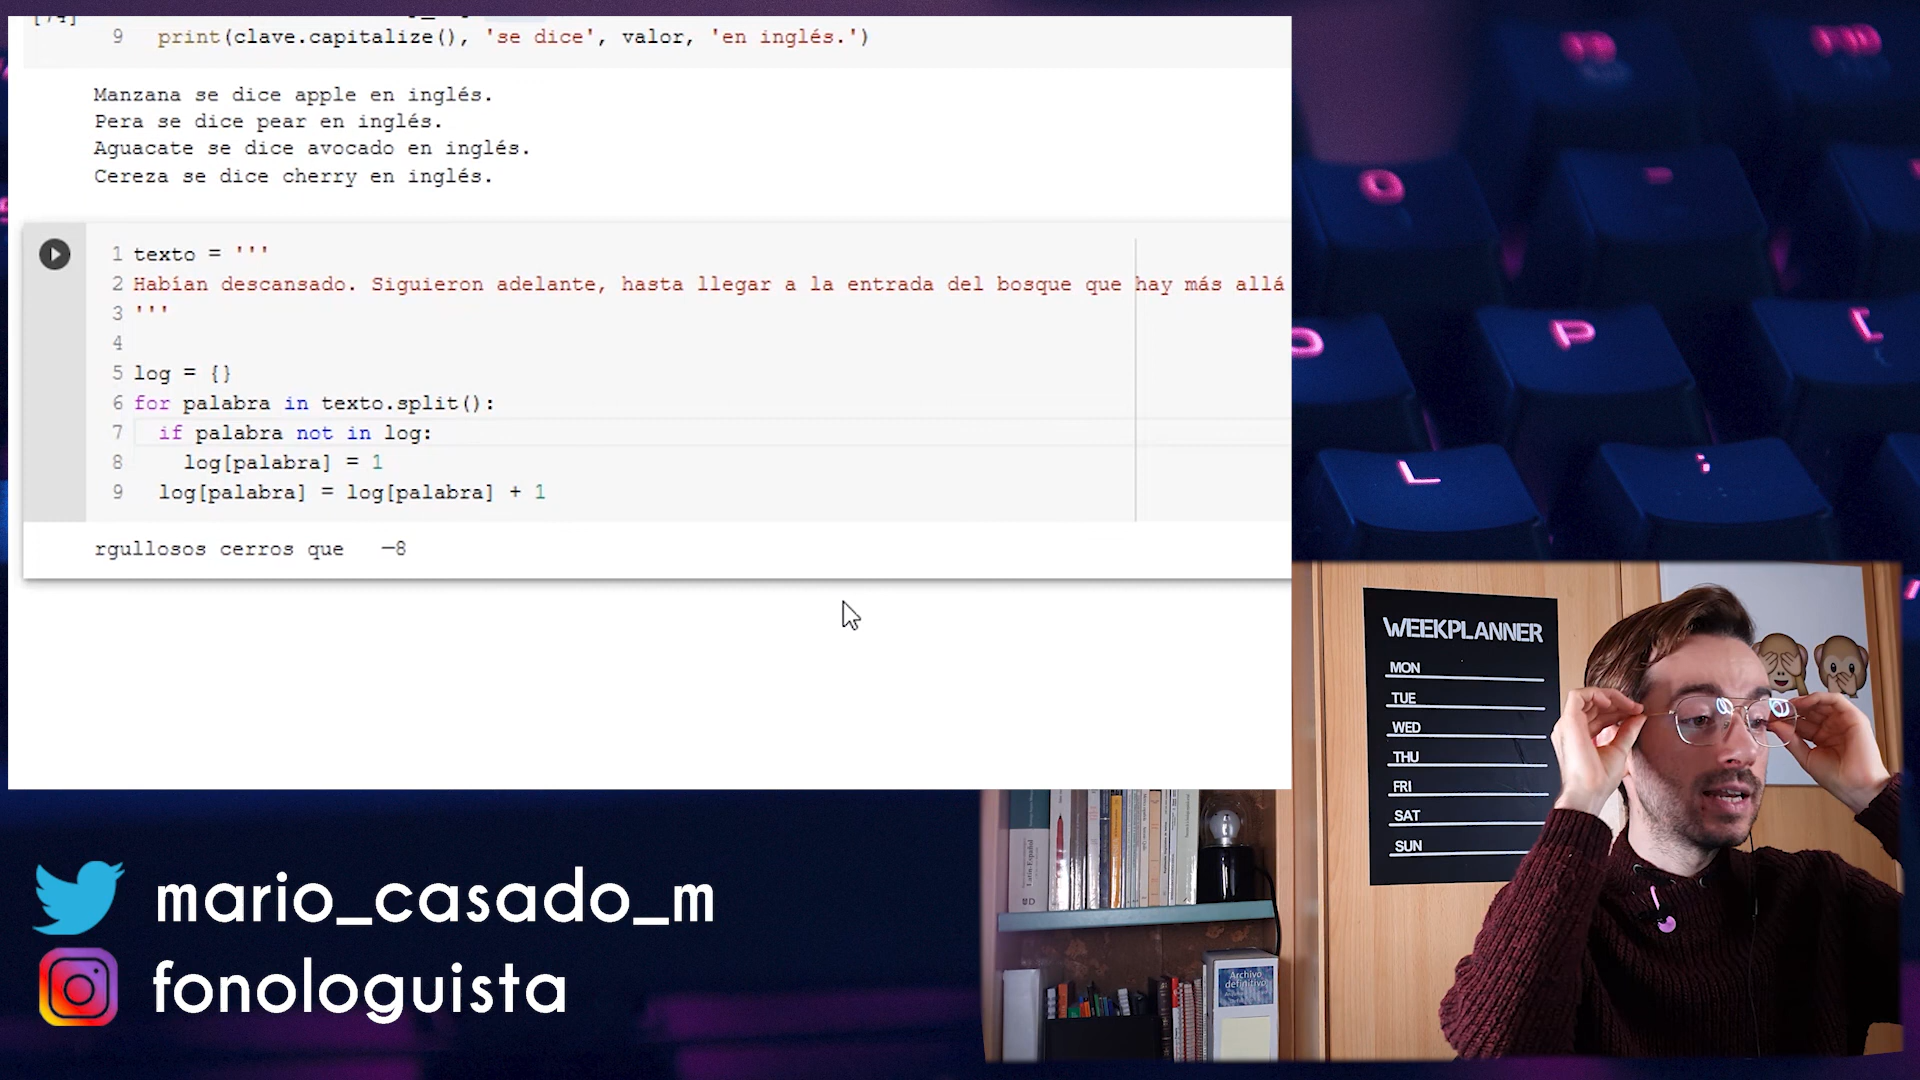 9 print(clave.capitalize(), 'se dice', valor, 'en inglés.')
Manzana se dice apple en inglés.
Pera se dice pear en inglés.
Aguacate se dice avocado en inglés.
Cereza se dice cherry en inglés.
1 texto = '''
2 Habían descansado. Siguieron adelante, hasta llegar a la entrada del bosque que hay más allá
3 '''
4
5 log = {}
6 for palabra in texto.split():
7 if palabra not in log:
8 log[palabra] = 1
9 log[palabra] = log[palabra] + 1
rgullosos cerros que —8
O
P
[
L
;
WEEKPLANNER
MON
TUE
WED
THU
FRI
SAT
SUN
Archivo
definitivo
mario_casado_m
fonologuista